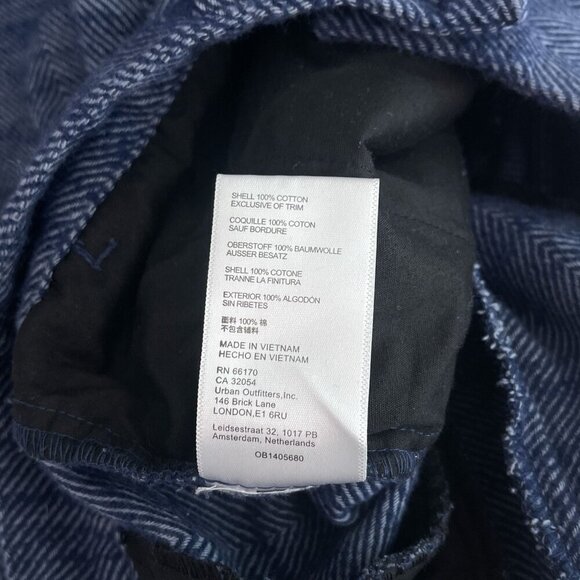 SHELL 100% COTTON
EXCLUSIVE OF TRIM
COQUILLE 100% COTON
SAUF BORDURE
OBERSTOFF 100% BAUMWOLLE
AUSSER BESATZ
SHELL 100% COTONE
TRANNE LA FINITURA
EXTERIOR 100% ALGODÓN
SIN RIBETES
面料 100% 棉
不包含辅料
MADE IN VIETNAM
HECHO EN VIETNAM
RN 66170
CA 32054
Urban Outfitters,Inc.
146 Brick Lane
LONDON,E1 6RU
Leidsestraat 32, 1017 PB
Amsterdam, Netherlands
OB1405680